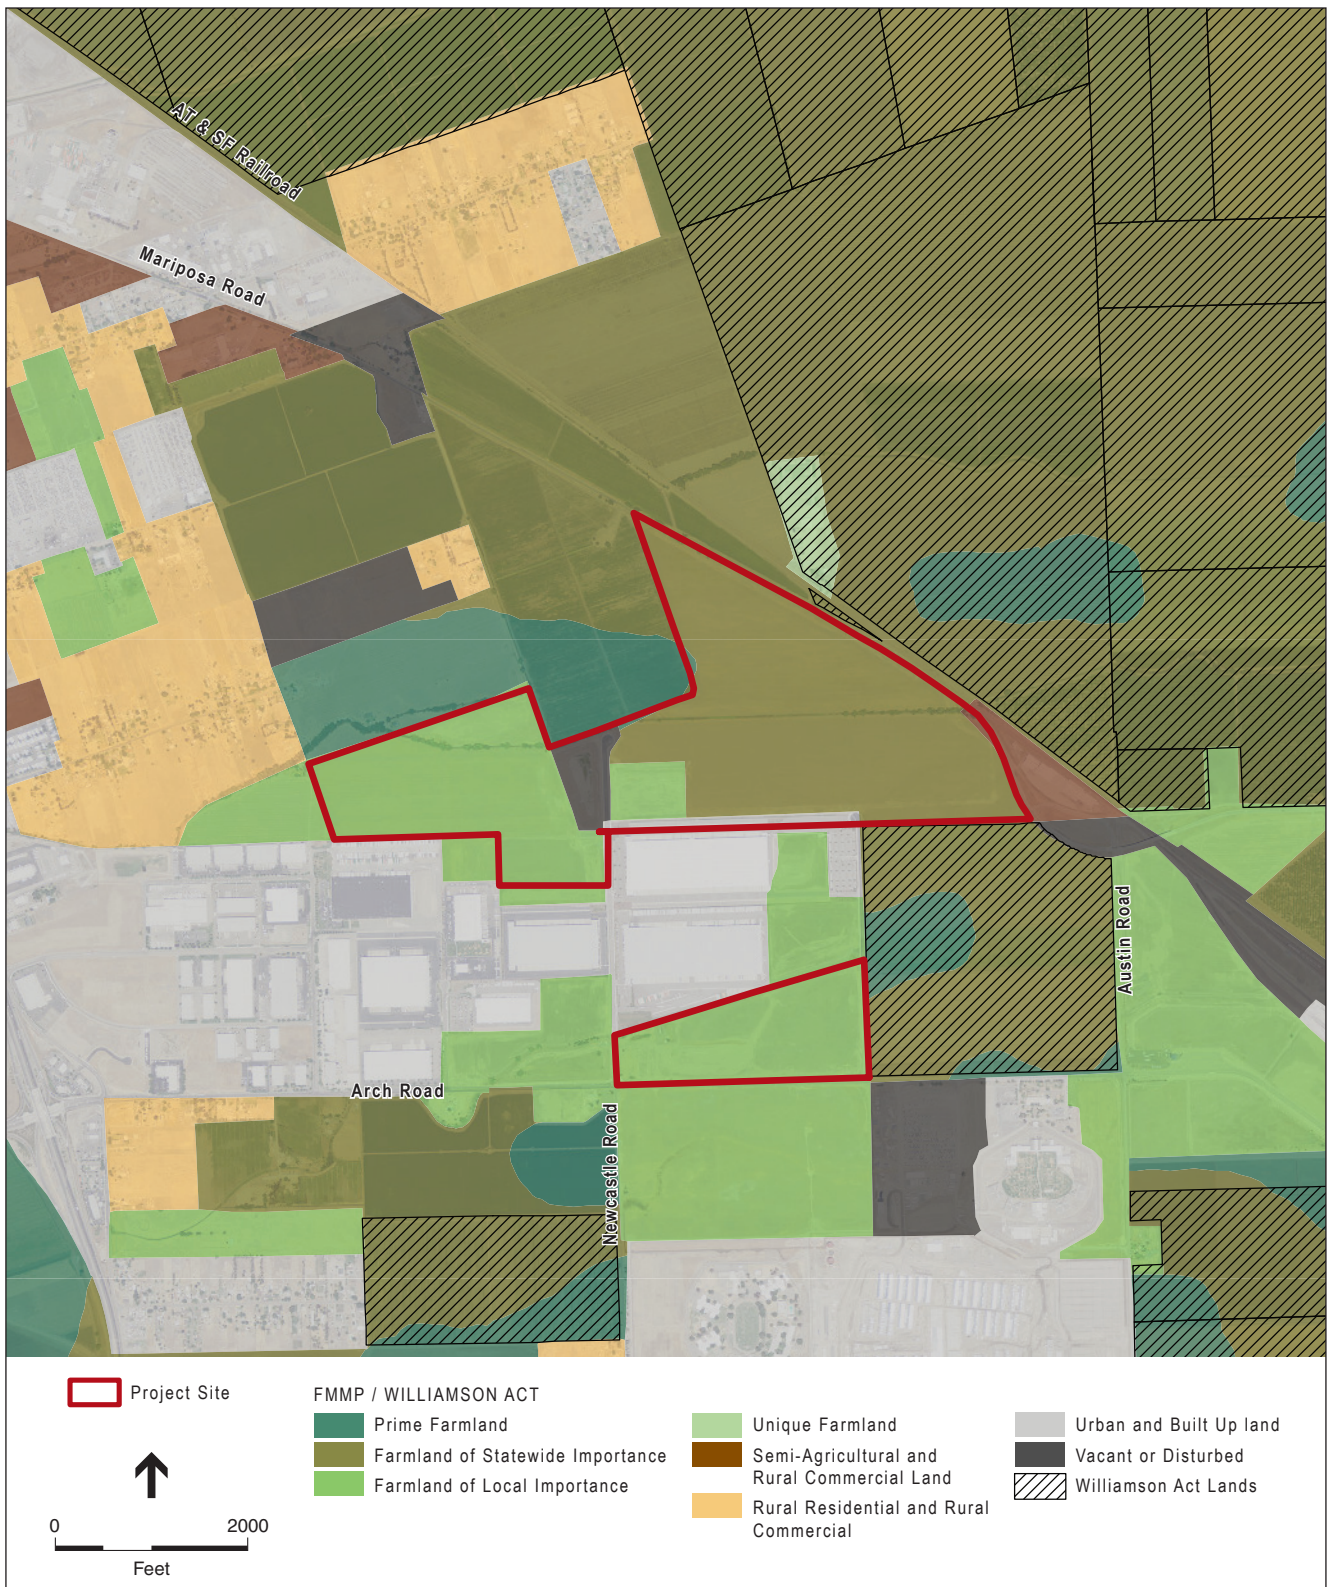 AT & SF Railroad
Mariposa Road
Austin Road
Arch Road
Newcastle Road
Project Site
0 2000
Feet
FMMP / WILLIAMSON ACT
Prime Farmland
Farmland of Statewide Importance
Farmland of Local Importance
Unique Farmland
Semi-Agricultural and
Rural Commercial Land
Rural Residential and Rural
Commercial
Urban and Built Up land
Vacant or Disturbed
Williamson Act Lands